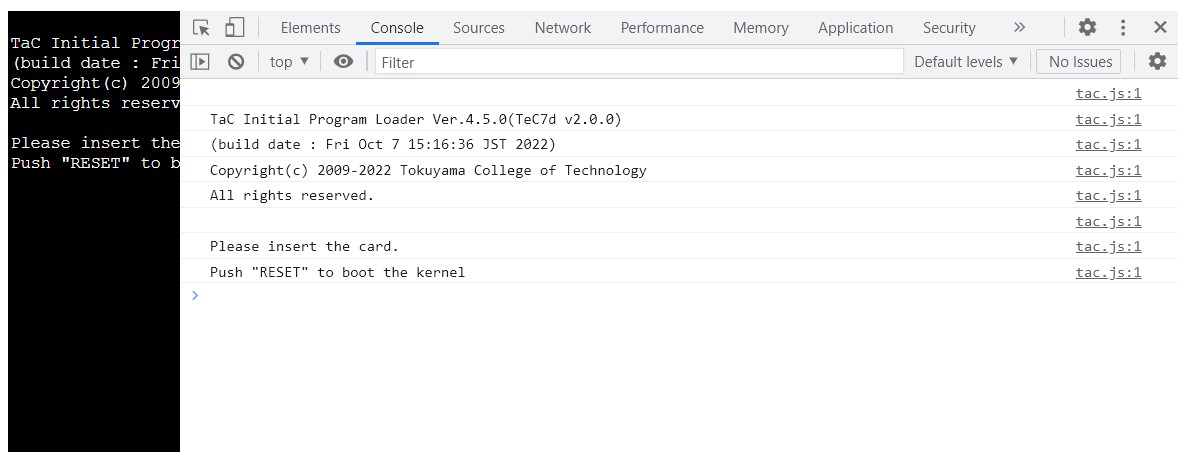 TaC Initial Progr
(build date : Fri
Copyright(c) 2009
All rights reserv
Please insert the
Push "RESET" to b
Elements Console Sources Network Performance Memory Application Security »
top ▼ Filter Default levels ▼ No Issues
tac.js:1
TaC Initial Program Loader Ver.4.5.0(TeC7d v2.0.0) tac.js:1
(build date : Fri Oct 7 15:16:36 JST 2022) tac.js:1
Copyright(c) 2009-2022 Tokuyama College of Technology tac.js:1
All rights reserved. tac.js:1
tac.js:1
Please insert the card. tac.js:1
Push "RESET" to boot the kernel tac.js:1